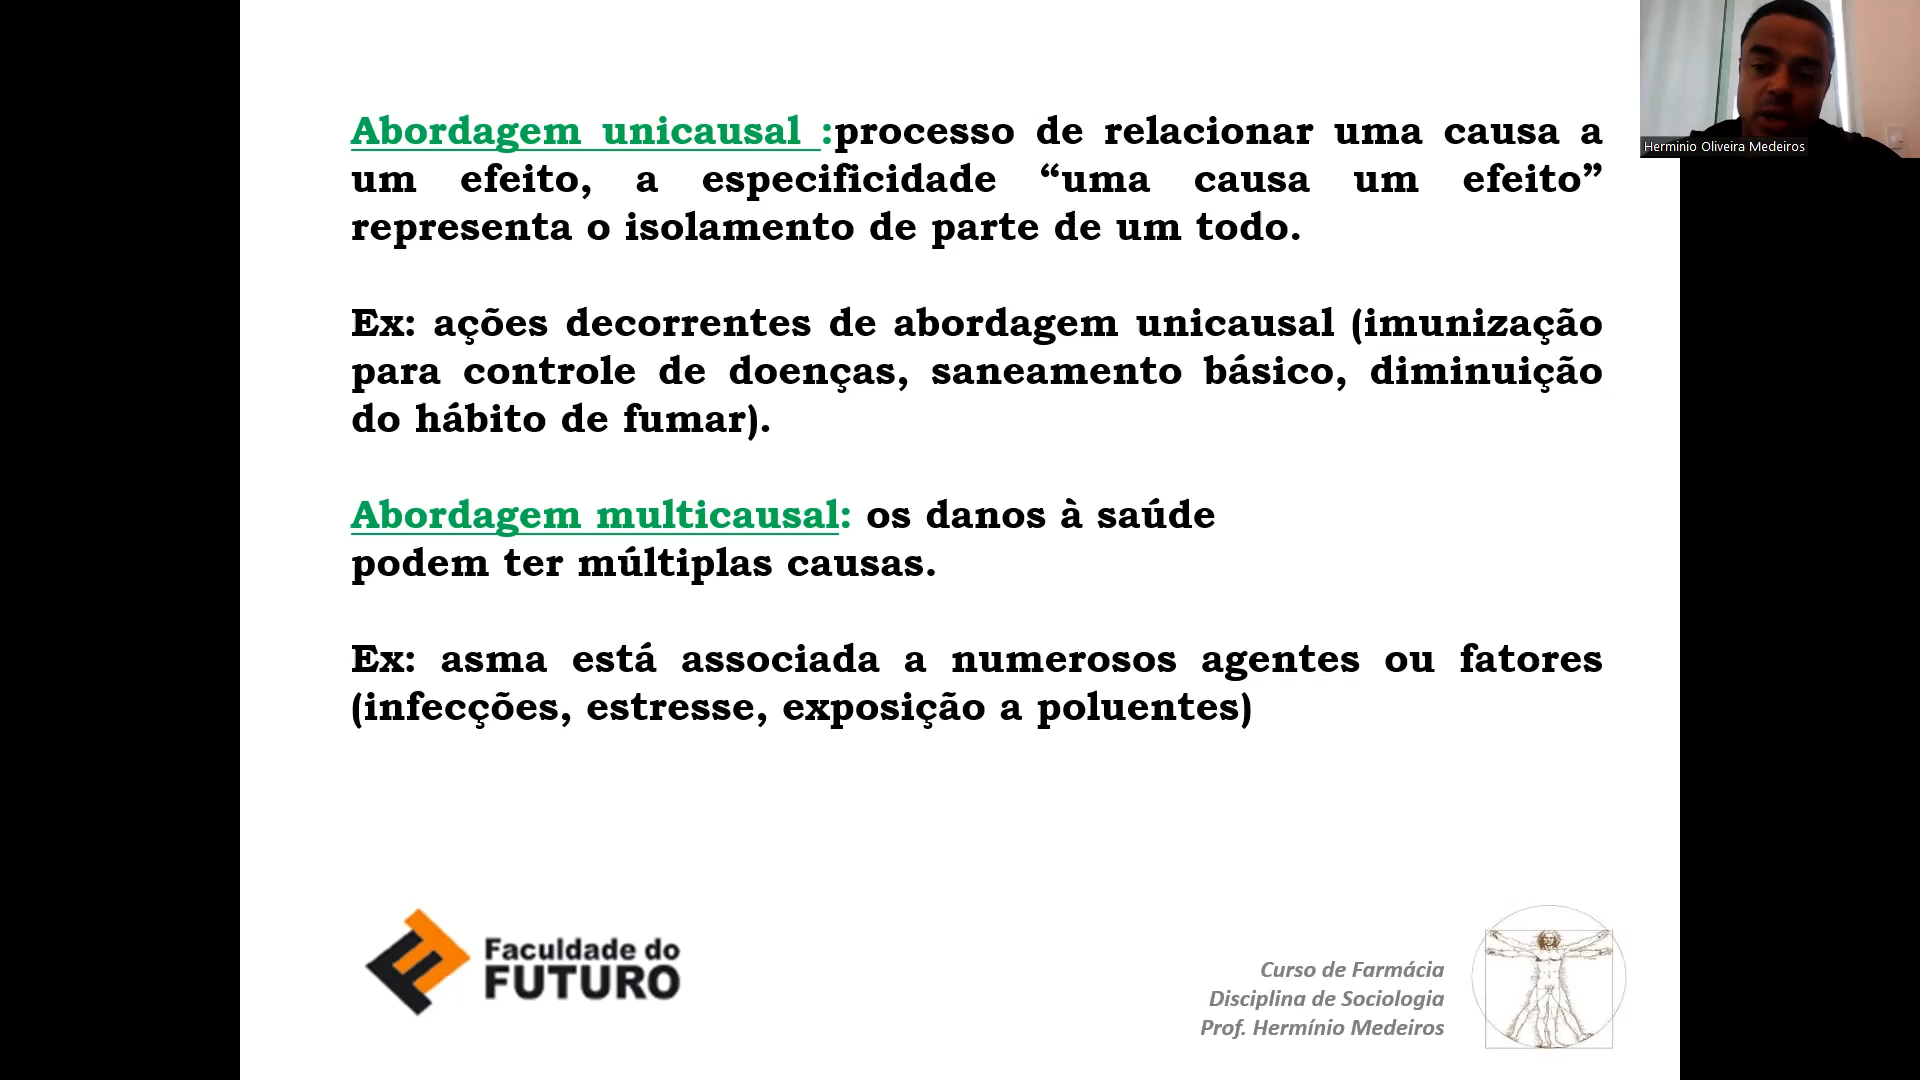 Abordagem unicausal :processo de relacionar uma causa a
um efeito, a especificidade “uma causa um efeito”
representa o isolamento de parte de um todo.
Ex: ações decorrentes de abordagem unicausal (imunização
para controle de doenças, saneamento básico, diminuição
do hábito de fumar).
Abordagem multicausal: os danos à saúde
podem ter múltiplas causas.
Ex: asma está associada a numerosos agentes ou fatores
(infecções, estresse, exposição a poluentes)
Faculdade do
FUTURO
Curso de Farmácia
Disciplina de Sociologia
Prof. Hermínio Medeiros
Herminio Oliveira Medeiros